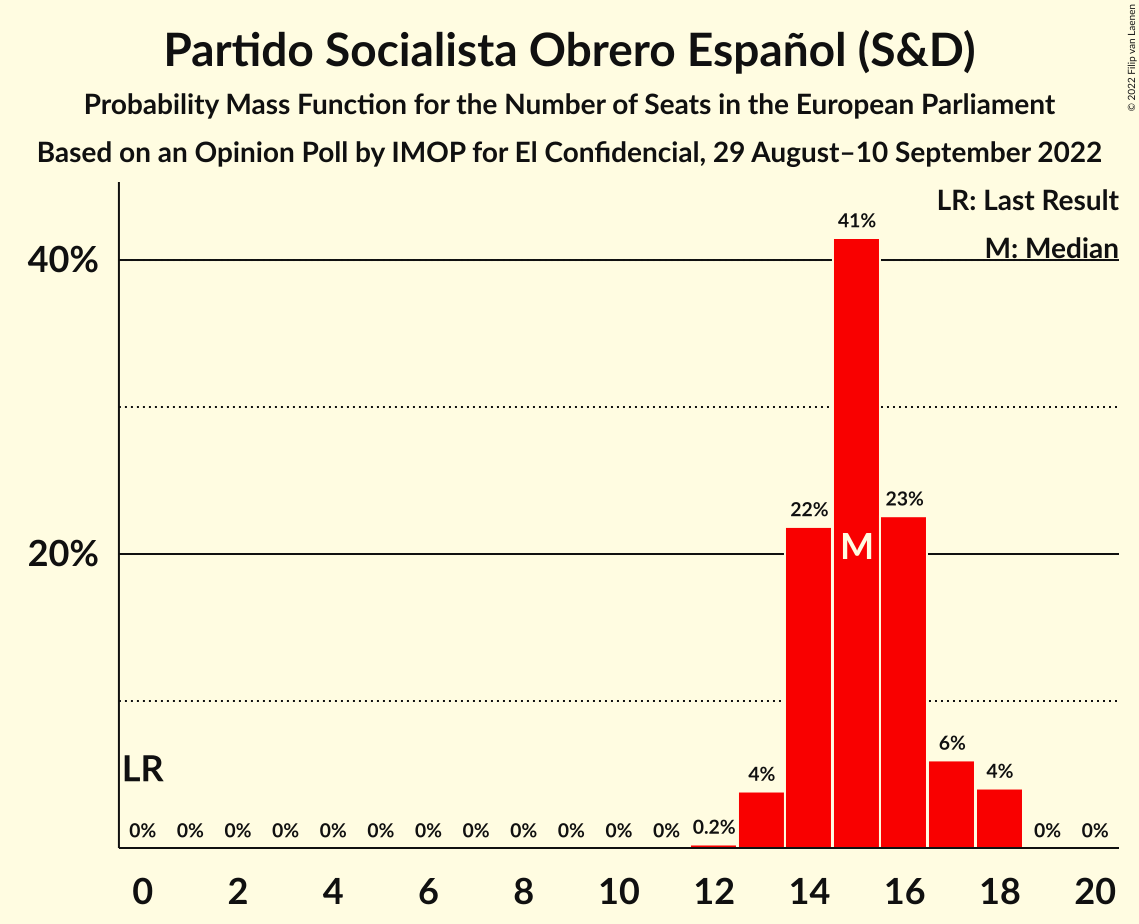 Partido Socialista Obrero Español (S&D)
Probability Mass Function for the Number of Seats in the European Parliament
Based on an Opinion Poll by IMOP for El Confidencial, 29 August–10 September 2022
© 2022 Filip van Laenen
LR: Last Result
M: Median
40%
20%
41%
22%
23%
M
6%
4%
4%
LR
0% 0% 0% 0% 0% 0% 0% 0% 0% 0% 0% 0% 0.2% 0% 0%
0 2 4 6 8 10 12 14 16 18 20